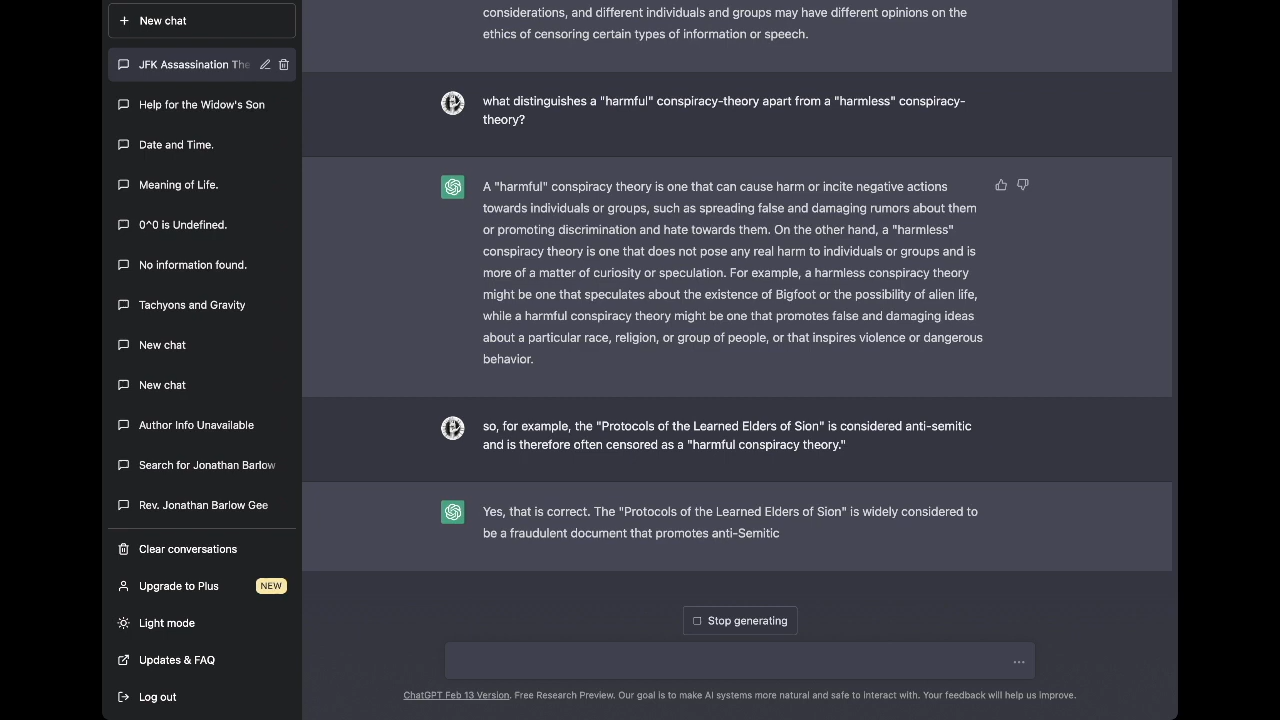 New chat
JFK Assassination The
Help for the Widow's Son
Date and Time.
Meaning of Life.
0^0 is Undefined.
No information found.
Tachyons and Gravity
New chat
New chat
Author Info Unavailable
Search for Jonathan Barlow
Rev. Jonathan Barlow Gee
Clear conversations
Upgrade to Plus
NEW
Light mode
Updates & FAQ
Log out
considerations, and different individuals and groups may have different opinions on the
ethics of censoring certain types of information or speech.
what distinguishes a "harmful" conspiracy-theory apart from a "harmless" conspiracy-
theory?
A "harmful" conspiracy theory is one that can cause harm or incite negative actions
towards individuals or groups, such as spreading false and damaging rumors about them
or promoting discrimination and hate towards them. On the other hand, a "harmless"
conspiracy theory is one that does not pose any real harm to individuals or groups and is
more of a matter of curiosity or speculation. For example, a harmless conspiracy theory
might be one that speculates about the existence of Bigfoot or the possibility of alien life,
while a harmful conspiracy theory might be one that promotes false and damaging ideas
about a particular race, religion, or group of people, or that inspires violence or dangerous
behavior.
so, for example, the "Protocols of the Learned Elders of Sion" is considered anti-semitic
and is therefore often censored as a "harmful conspiracy theory."
Yes, that is correct. The "Protocols of the Learned Elders of Sion" is widely considered to
be a fraudulent document that promotes anti-Semitic
Stop generating
ChatGPT Feb 13 Version. Free Research Preview. Our goal is to make AI systems more natural and safe to interact with. Your feedback will help us improve.